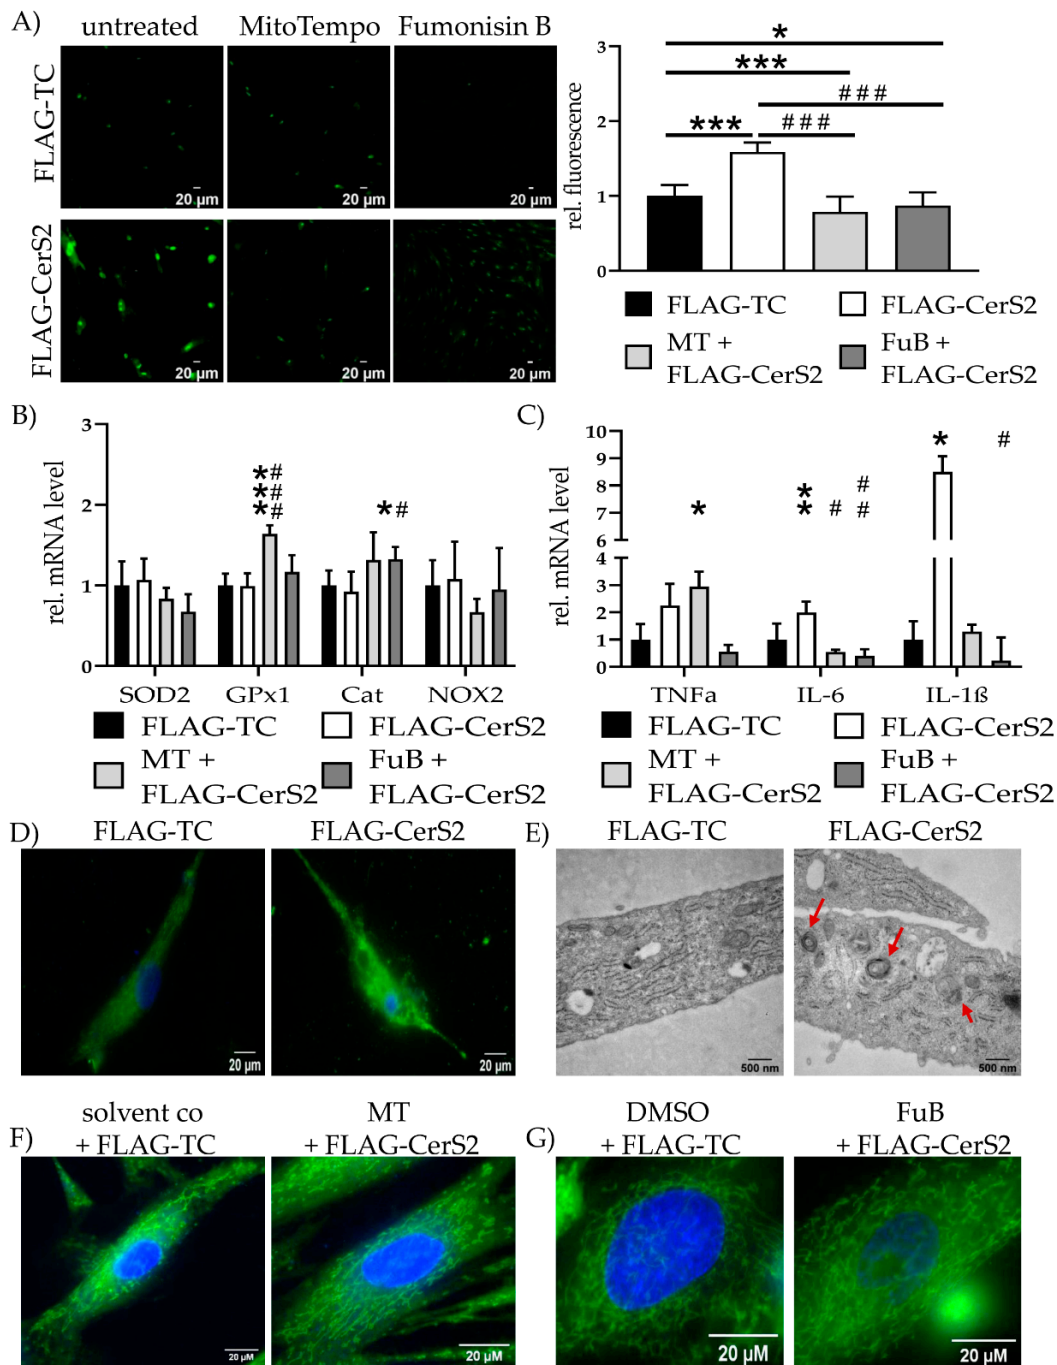 A)
untreated
MitoTempo
Fumonisin B
FLAG-TC
20 µm
20 µm
20 µm
FLAG-CerS2
20 µm
20 µm
20 µm
rel. fluorescence
3
2
1
0
*
***
###
***
###
FLAG-TC
FLAG-CerS2
MT +
FLAG-CerS2
FuB +
FLAG-CerS2
B)
rel. mRNA level
3
2
1
0
*#
*#
*#
*#
SOD2
GPx1
Cat
NOX2
FLAG-TC
FLAG-CerS2
MT +
FLAG-CerS2
FuB +
FLAG-CerS2
C)
rel. mRNA level
10
9
8
7
6
5
4
3
2
1
0
*
*
*
#
#
#
*
#
TNFa
IL-6
IL-1ß
FLAG-TC
FLAG-CerS2
MT +
FLAG-CerS2
FuB +
FLAG-CerS2
D)
FLAG-TC
FLAG-CerS2
20 µm
20 µm
E)
FLAG-TC
FLAG-CerS2
500 nm
500 nm
F)
solvent co
+ FLAG-TC
MT
+ FLAG-CerS2
20 µM
20 µM
G)
DMSO
+ FLAG-TC
FuB
+ FLAG-CerS2
20 µM
20 µM